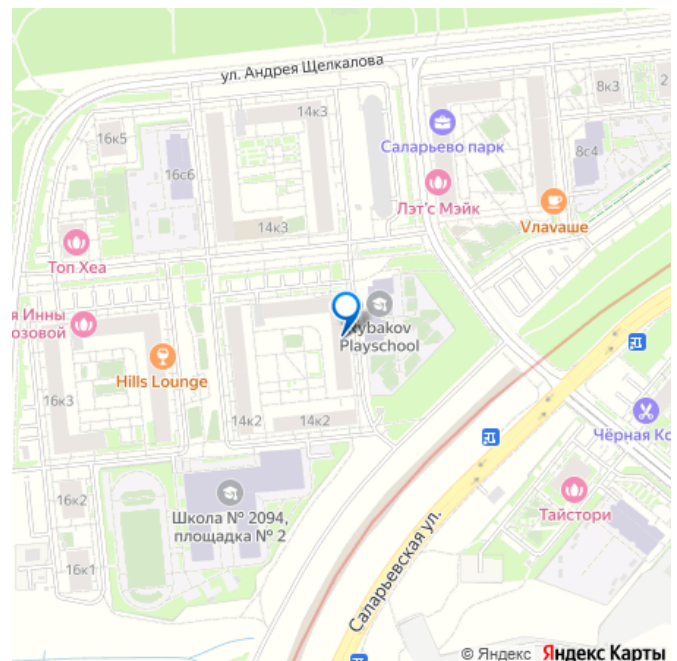 ул. Андрея Щелкалова
8к3
2
14к3
16к5
Саларьево парк
8с4
16с6
Лэт'с Мэйк
Vлаvаше
14к3
Топ Хеа
я Инны
розовой
Rybakov
Playschool
Hills Lounge
16к3
14к2
14к2
Чёрная Ко
16к2
Школа № 2094,
площадка № 2
Тайстори
16к1
Саларьевская ул.
© Яндекс Яндекс Карты